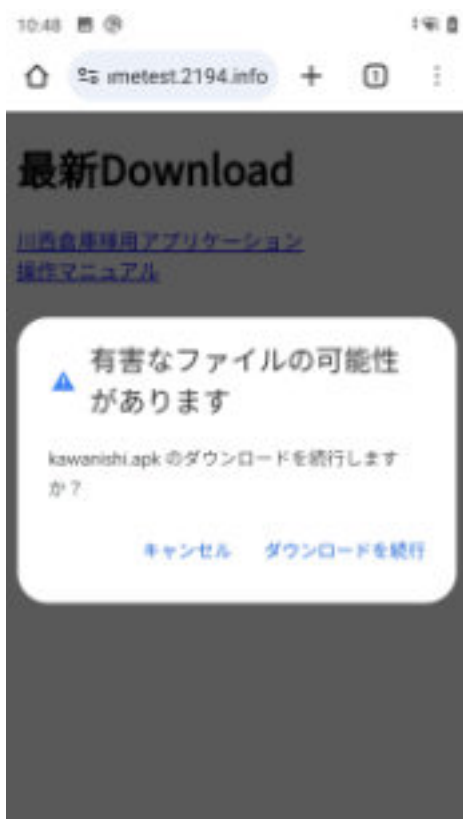 10:48
ımetest.2194.info
1
最新Download
川西倉庫様用アプリケーション
操作マニュアル
有害なファイルの可能性
があります
kawanishi.apk のダウンロードを続行します
か？
キャンセル ダウンロードを続行